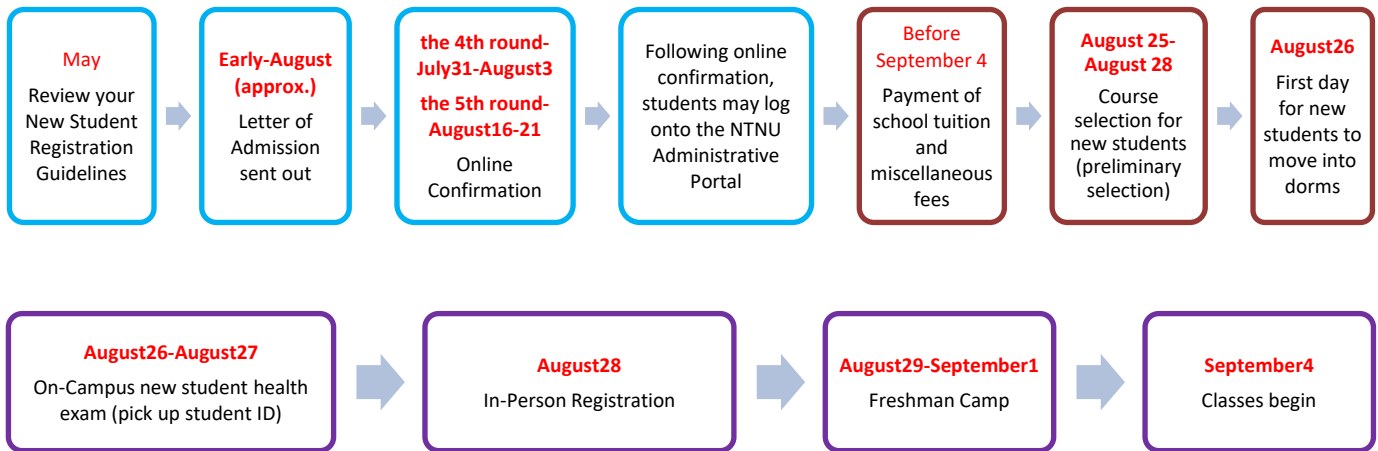 May
Review your
New Student
Registration
Guidelines
Early-August
(approx.)
Letter of
Admission
sent out
the 4th round-
July31-August3
the 5th round-
August16-21
Online
Confirmation
Following online
confirmation,
students may log
onto the NTNU
Administrative
Portal
Before
September 4
Payment of
school tuition
and
miscellaneous
fees
August 25-
August 28
Course
selection for
new students
(preliminary
selection)
August26
First day
for new
students to
move into
dorms
August26-August27
On-Campus new student health
exam (pick up student ID)
August28
In-Person Registration
August29-September1
Freshman Camp
September4
Classes begin